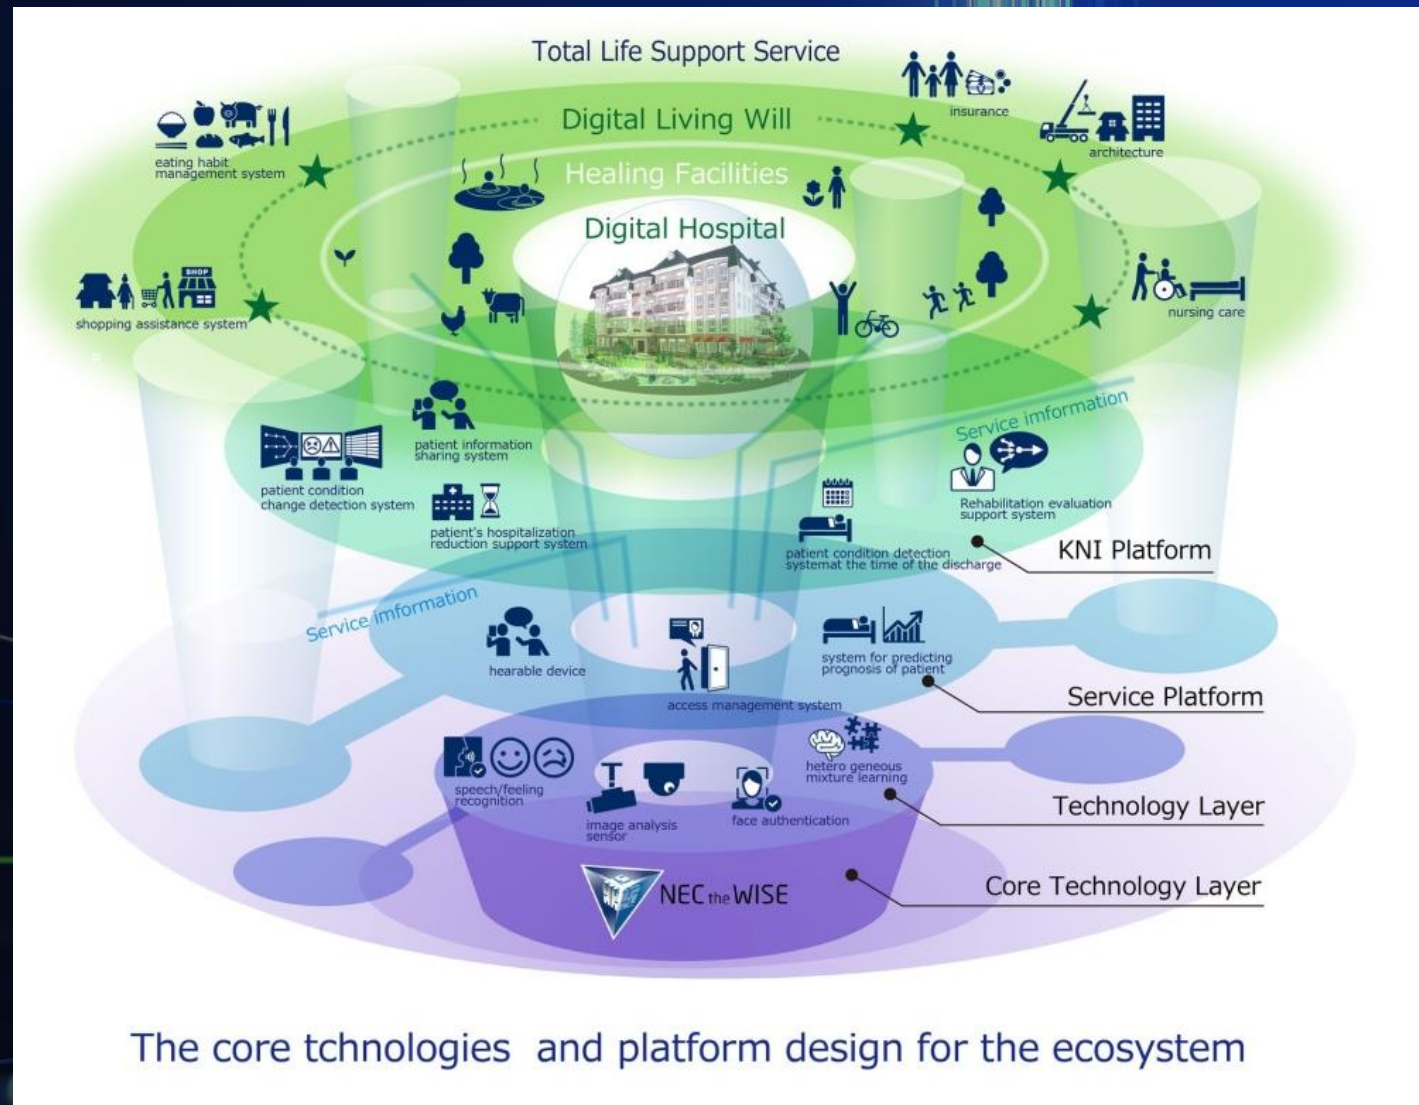 Total Life Support Service
insurance
Digital Living Will
architecture
eating habit
management system
Healing Facilities
Digital Hospital
SHOP
shopping assistance system
nursing care
Service imformation
patient information
sharing system
patient condition
change detection system
Rehabilitation evaluation
support system
patient's hospitalization
reduction support system
patient condition detection
systemat the time of the discharge
KNI Platform
Service imformation
hearable device
system for predicting
prognosis of patient
access management system
Service Platform
speech/feeling
recognition
hetero geneous
mixture learning
image analysis
sensor
face authentication
Technology Layer
Core Technology Layer
NEC the WISE
The core tchnologies and platform design for the ecosystem